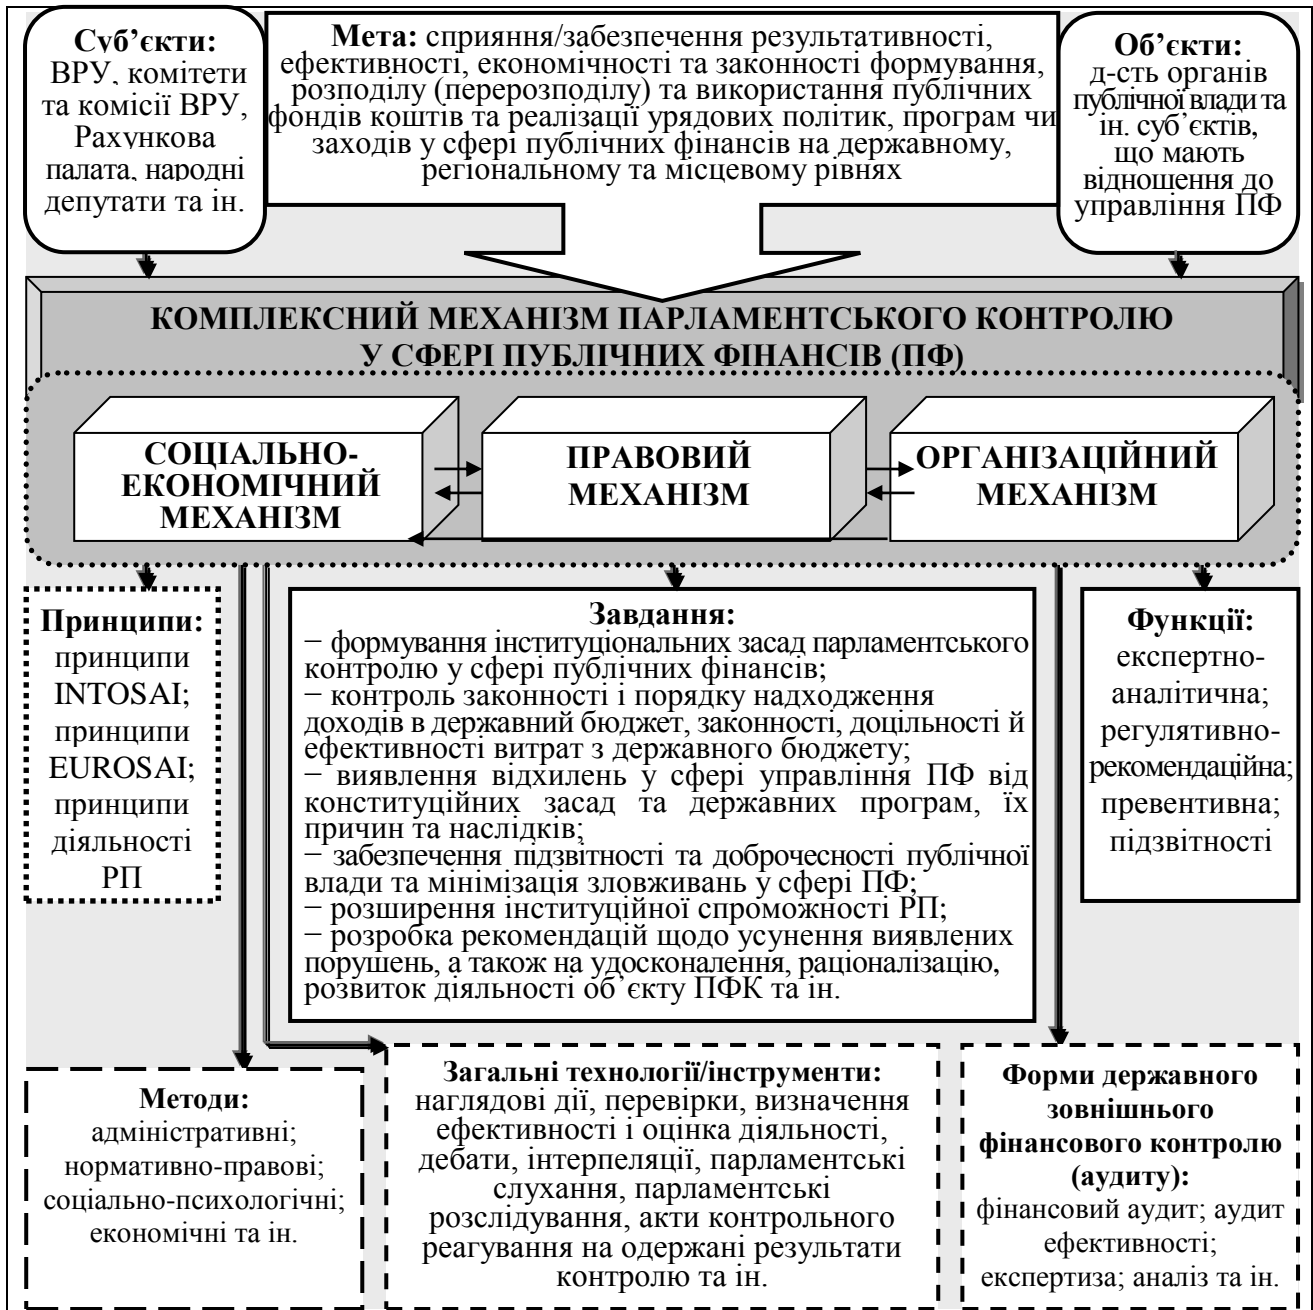 Суб’єкти:
ВРУ, комітети
та комісії ВРУ,
Рахункова
палата, народні
депутати та ін.
Мета: сприяння/забезпечення результативності,
ефективності, економічності та законності формування,
розподілу (перерозподілу) та використання публічних
фондів коштів та реалізації урядових політик, програм чи
заходів у сфері публічних фінансів на державному,
регіональному та місцевому рівнях
Об’єкти:
д-сть органів
публічної влади та
ін. суб’єктів,
що мають
відношення до
управління ПФ
КОМПЛЕКСНИЙ МЕХАНІЗМ ПАРЛАМЕНТСЬКОГО КОНТРОЛЮ
У СФЕРІ ПУБЛІЧНИХ ФІНАНСІВ (ПФ)
СОЦІАЛЬНО-
ЕКОНОМІЧНИЙ
МЕХАНІЗМ
ПРАВОВИЙ
МЕХАНІЗМ
ОРГАНІЗАЦІЙНИЙ
МЕХАНІЗМ
Принципи:
принципи
INTOSAI;
принципи
EUROSAI;
принципи
діяльності
РП
Завдання:
− формування інституціональних засад парламентського
контролю у сфері публічних фінансів;
− контроль законності і порядку надходження
доходів в державний бюджет, законності, доцільності й
ефективності витрат з державного бюджету;
− виявлення відхилень у сфері управління ПФ від
конституційних засад та державних програм, їх
причин та наслідків;
− забезпечення підзвітності та доброчесності публічної
влади та мінімізація зловживань у сфері ПФ;
− розширення інституційної спроможності РП;
− розробка рекомендацій щодо усунення виявлених
порушень, а також на удосконалення, раціоналізацію,
розвиток діяльності об’єкту ПФК та ін.
Функції:
експертно-
аналітична;
регулятивно-
рекомендаційна;
превентивна;
підзвітності
Методи:
адміністративні;
нормативно-правові;
соціально-психологічні;
економічні та ін.
Загальні технології/інструменти:
наглядові дії, перевірки, визначення
ефективності і оцінка діяльності,
дебати, інтерпеляції, парламентські
слухання, парламентські
розслідування, акти контрольного
реагування на одержані результати
контролю та ін.
Форми державного
зовнішнього
фінансового контролю
(аудиту):
фінансовий аудит; аудит
ефективності;
експертиза; аналіз та ін.